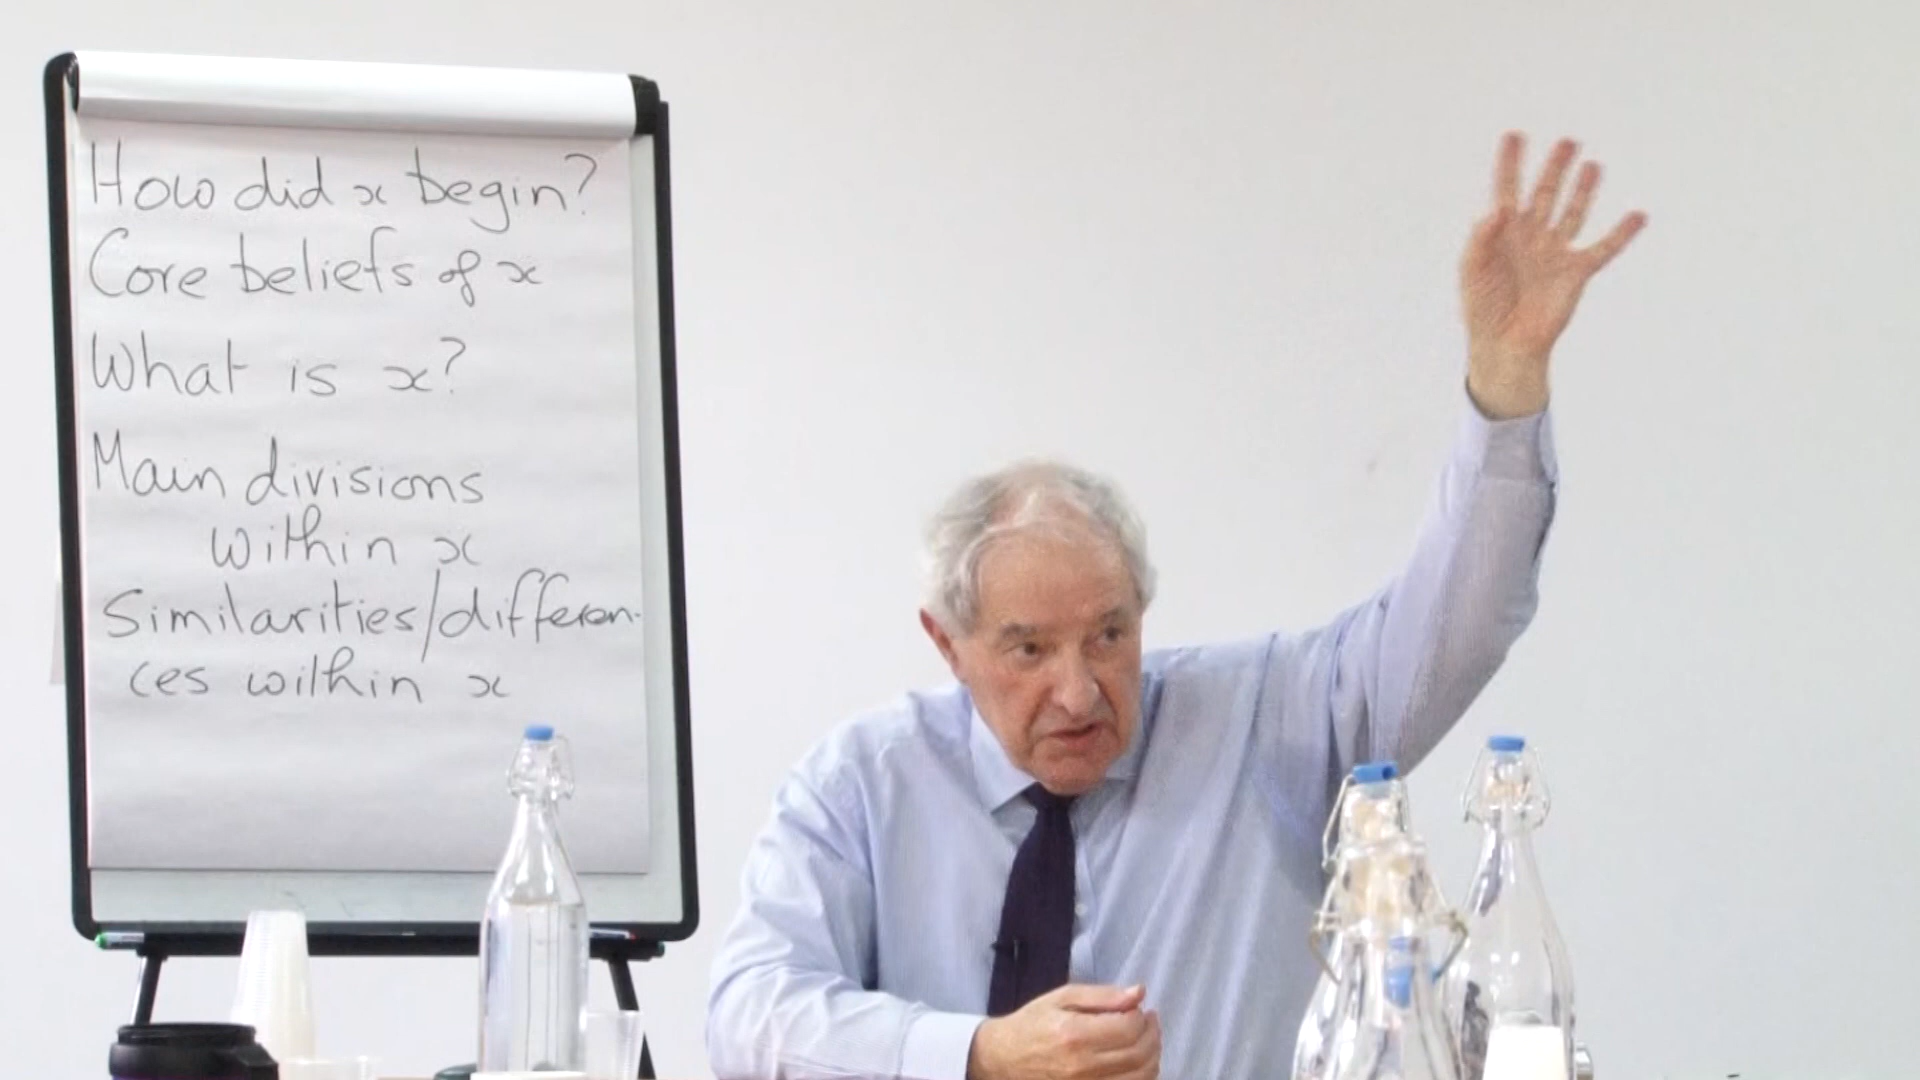 How did x begin?
Core beliefs of x
What is x?
Main divisions
within x
Similarities/differen-
ces within x